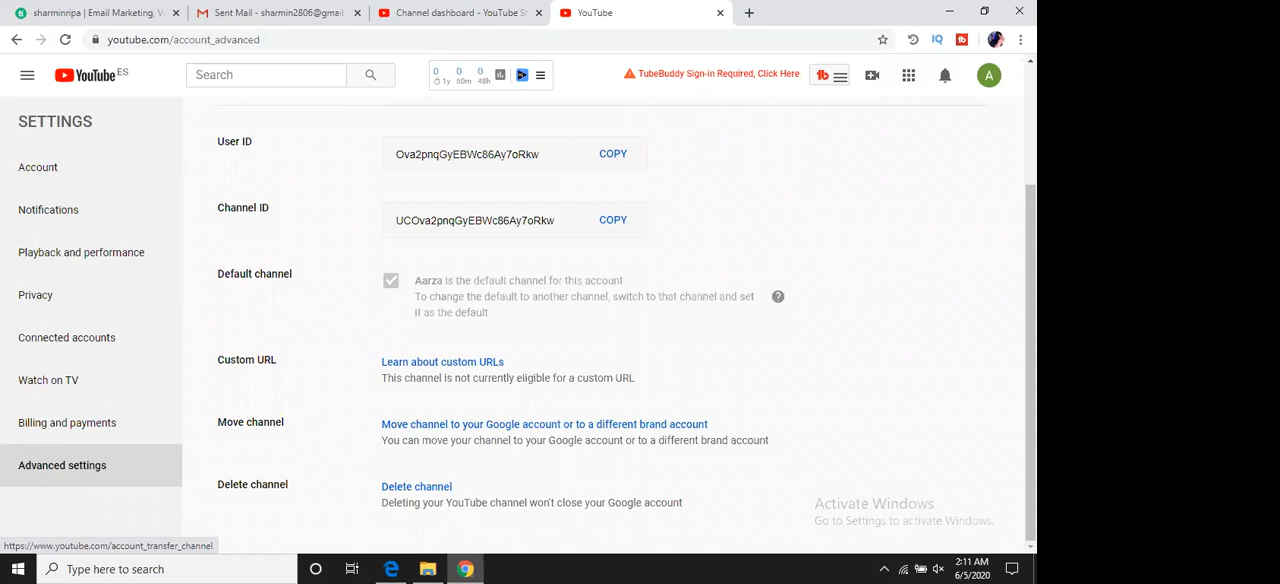 sharminripa | Email Marketing, V
Sent Mail - sharmin2806@gmail
Channel dashboard - YouTube St
YouTube
youtube.com/account_advanced
YouTube ES
Search
0 0 0
1y 60m 48h
TubeBuddy Sign-in Required, Click Here
tb
A
SETTINGS
Account
Notifications
Playback and performance
Privacy
Connected accounts
Watch on TV
Billing and payments
Advanced settings
User ID
Ova2pnqGyEBWc86Ay7oRkw COPY
Channel ID
UCOva2pnqGyEBWc86Ay7oRkw COPY
Default channel
Aarza is the default channel for this account
To change the default to another channel, switch to that channel and set
it as the default
Custom URL
Learn about custom URLs
This channel is not currently eligible for a custom URL
Move channel
Move channel to your Google account or to a different brand account
You can move your channel to your Google account or to a different brand account
Delete channel
Delete channel
Deleting your YouTube channel won't close your Google account
Activate Windows
Go to Settings to activate Windows.
https://www.youtube.com/account_transfer_channel
Type here to search
2:11 AM
6/5/2020